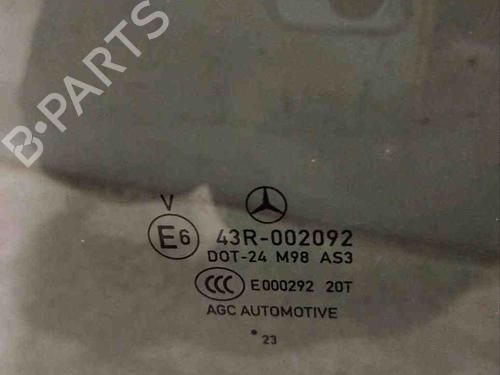 B-PARTS
V
E6 43R-002092
DOT-24 M98 AS3
CCC E000292 20T
AGC AUTOMOTIVE
• 23